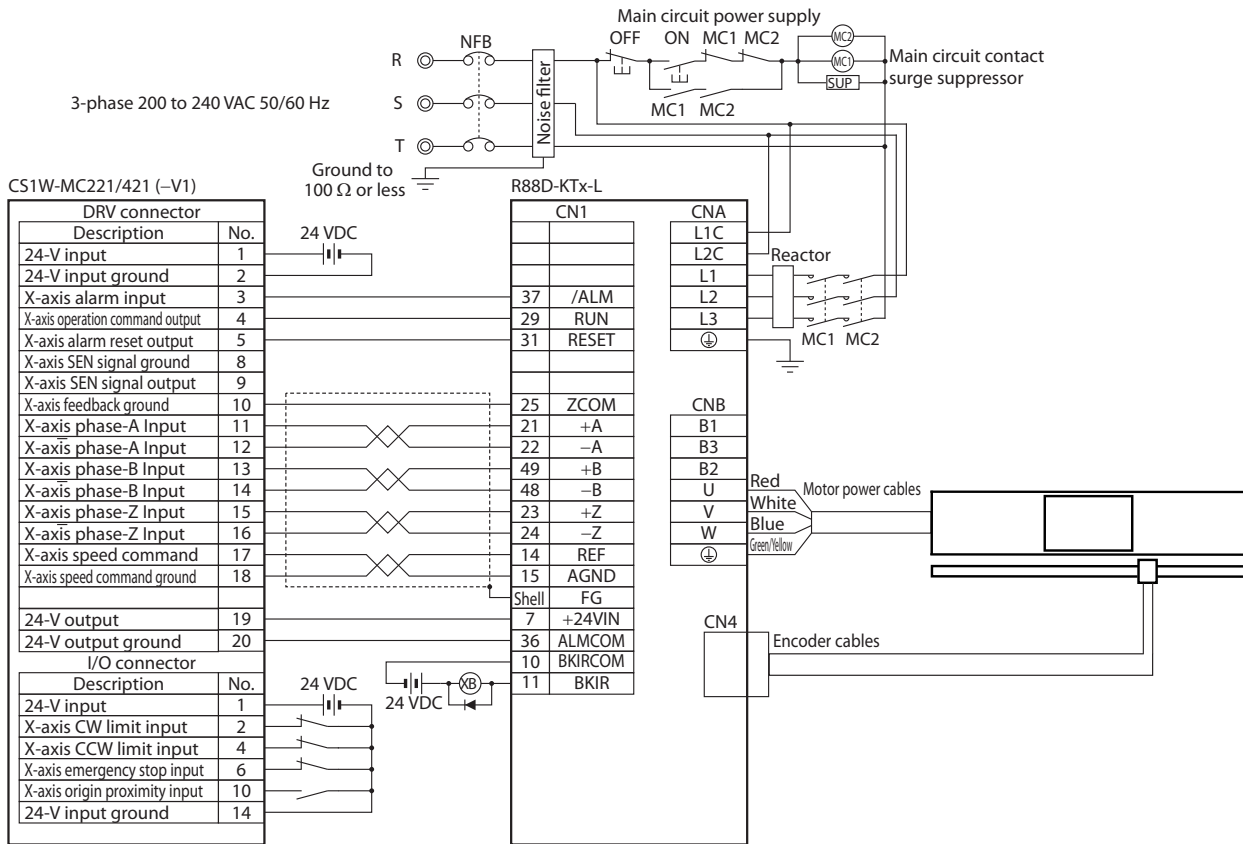 Main circuit power supply
OFF ON MC1 MC2
MC2
NFB
R
MC1
Main circuit contact
surge suppressor
SUP
3-phase 200 to 240 VAC 50/60 Hz
S
Noise filter
MC1 MC2
T
Ground to
100 Ω or less
CS1W-MC221/421 (−V1)
R88D-KTx-L
DRV connector
CN1 CNA
Description No. 24 VDC
L1C
24-V input 1
L2C
Reactor
24-V input ground 2
L1
X-axis alarm input 3
37 /ALM L2
X-axis operation command output 4
29 RUN L3
X-axis alarm reset output 5
31 RESET
MC1 MC2
X-axis SEN signal ground 8
X-axis SEN signal output 9
X-axis feedback ground 10
25 ZCOM CNB
X-axis phase-A Input 11
21 +A B1
X-axis phase-A Input 12
22 −A B3
X-axis phase-B Input 13
49 +B B2
X-axis phase-B Input 14
48 −B U Red
Motor power cables
X-axis phase-Z Input 15
23 +Z V White
X-axis phase-Z Input 16
24 −Z W Blue
X-axis speed command 17
14 REF Green/Yellow
X-axis speed command ground 18
15 AGND
Shell FG
24-V output 19
7 +24VIN CN4
24-V output ground 20
36 ALMCOM
Encoder cables
I/O connector
10 BKIRCOM
Description No. 24 VDC
XB 11 BKIR
24 VDC
24-V input 1
X-axis CW limit input 2
X-axis CCW limit input 4
X-axis emergency stop input 6
X-axis origin proximity input 10
24-V input ground 14